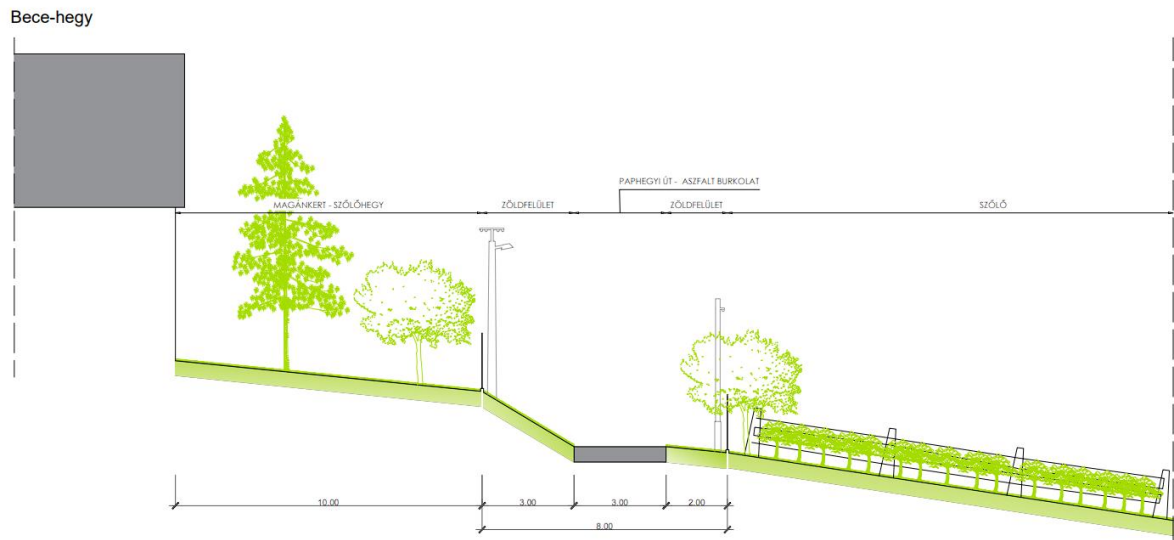 Bece-hegy
PAPHEGYI ÚT - ASZFALT BURKOLAT
MAGÁNKERT - SZŐLŐHEGY
ZÖLDFELÜLET
ZÖLDFELÜLET
SZŐLŐ
10.00
3.00
3.00
2.00
8.00